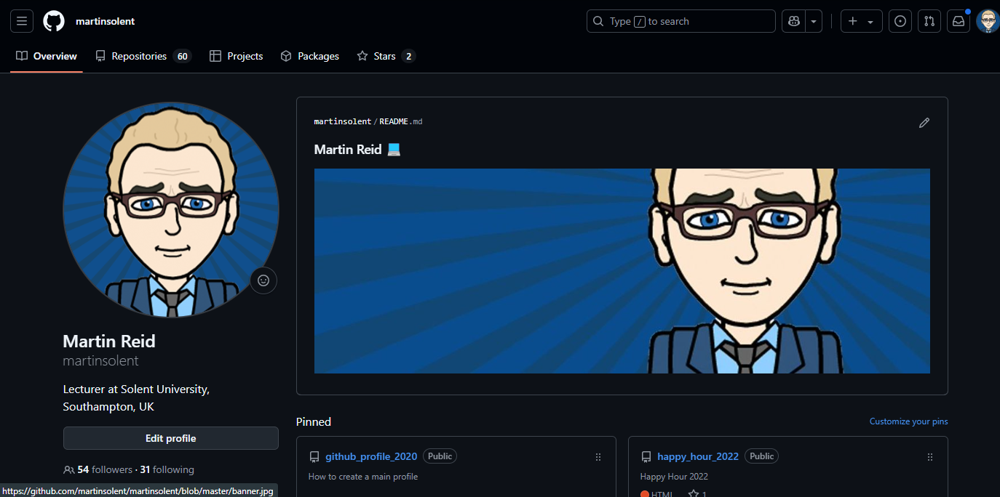 martinsolent
Type / to search
Overview
Repositories 60
Projects
Packages
Stars 2
martinsolent/README.md
Martin Reid
Martin Reid
martinsolent
Lecturer at Solent University,
Southampton, UK
Edit profile
54 followers · 31 following
Pinned
Customize your pins
github_profile_2020 Public
How to create a main profile
happy_hour_2022 Public
Happy Hour 2022
HTML 1
https://github.com/martinsolent/martinsolent/blob/master/banner.jpg